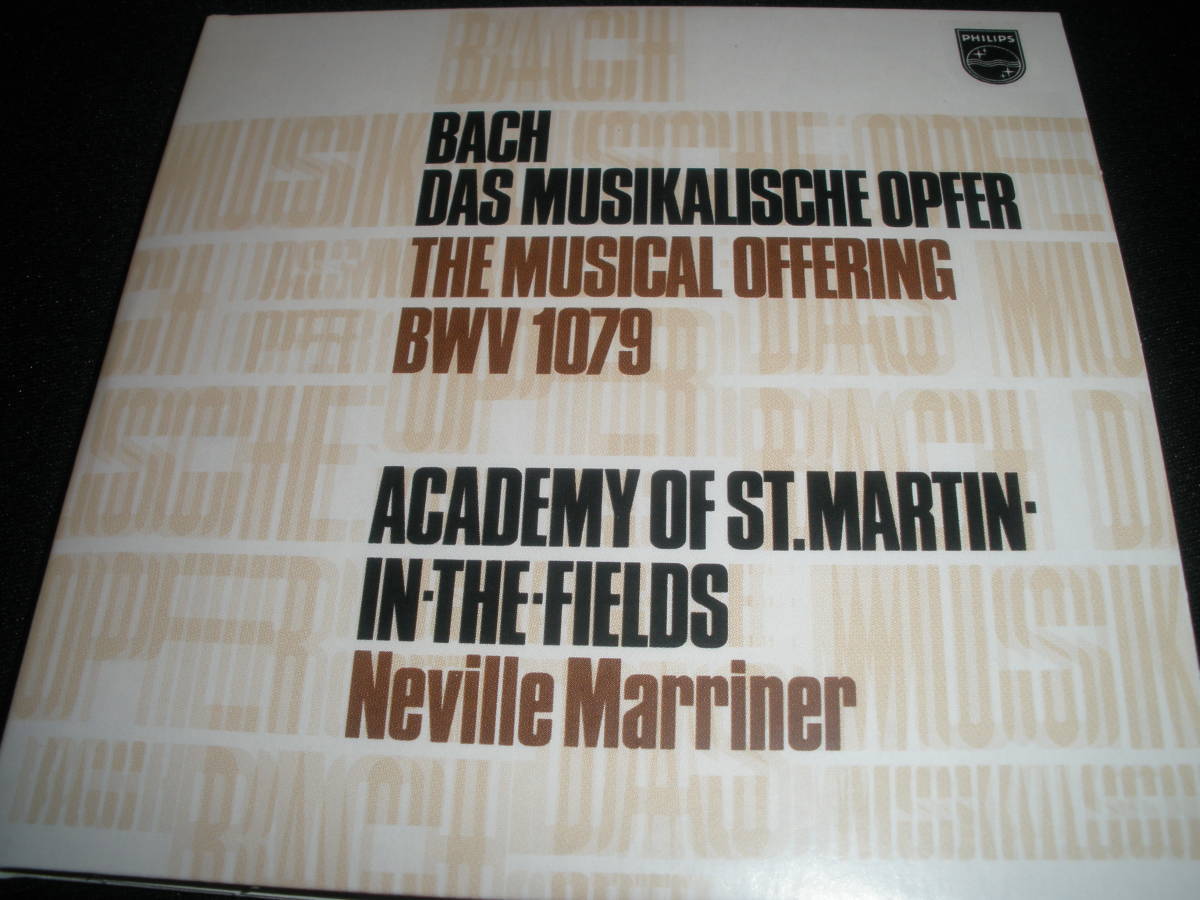 PHILIPS
BACH
BACH
DAS MUSIKALISCHE OPFER
THE MUSICAL OFFERING
BWV 1079
ACADEMY OF ST. MARTIN-
IN-THE-FIELDS
Neville Marriner